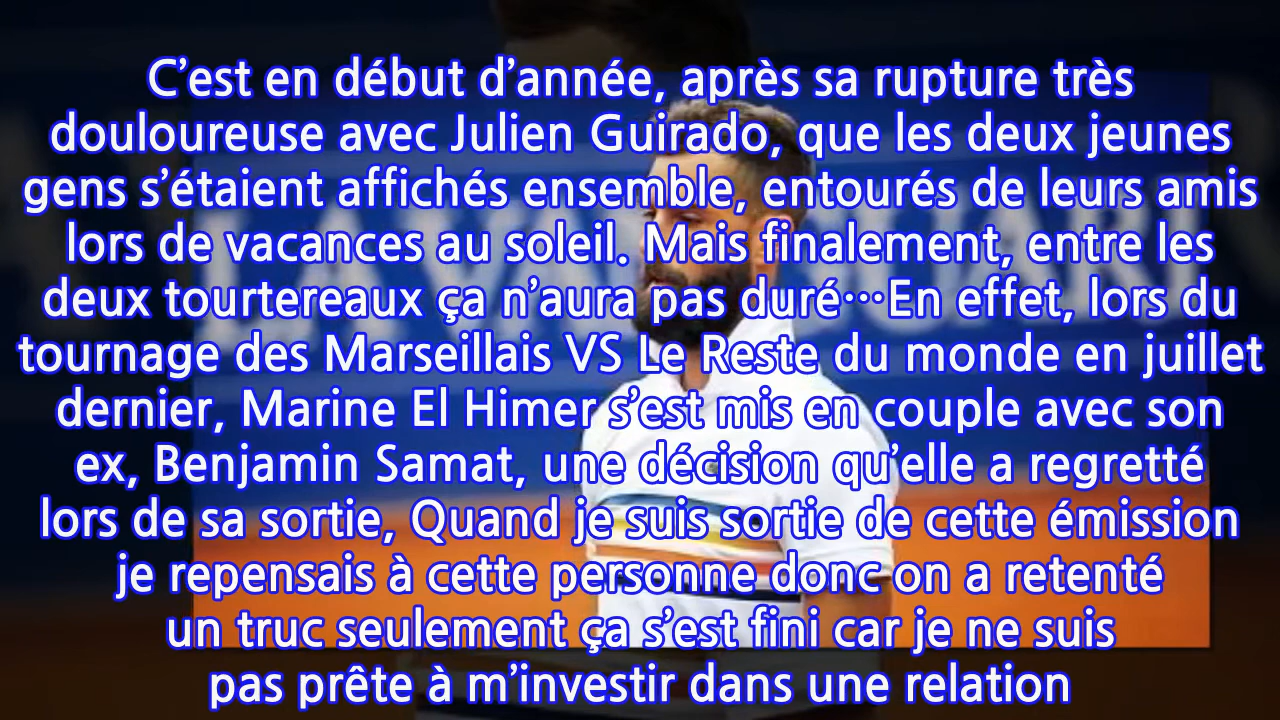 C’est en début d’année, après sa rupture très
douloureuse avec Julien Guirado, que les deux jeunes
gens s’étaient affichés ensemble, entourés de leurs amis
lors de vacances au soleil. Mais finalement, entre les
deux tourtereaux ça n’aura pas duré…En effet, lors du
tournage des Marseillais VS Le Reste du monde en juillet
dernier, Marine El Himer s’est mis en couple avec son
ex, Benjamin Samat, une décision qu’elle a regretté
lors de sa sortie, Quand je suis sortie de cette émission
je repensais à cette personne donc on a retenté
un truc seulement ça s’est fini car je ne suis
pas prête à m’investir dans une relation